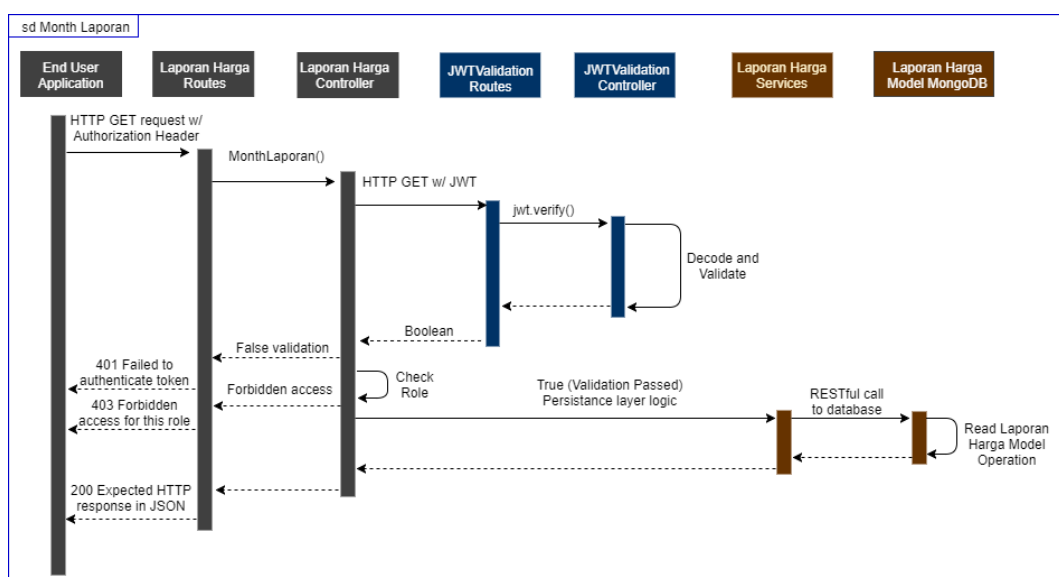 sd Month Laporan
End User
Application
Laporan Harga
Routes
Laporan Harga
Controller
JWTValidation
Routes
JWTValidation
Controller
Laporan Harga
Services
Laporan Harga
Model MongoDB
HTTP GET request w/
Authorization Header
MonthLaporan()
HTTP GET w/ JWT
jwt.verify()
Decode and
Validate
Boolean
False validation
401 Failed to
authenticate token
Check
Role
Forbidden access
403 Forbidden
access for this role
True (Validation Passed)
Persistance layer logic
RESTful call
to database
Read Laporan
Harga Model
Operation
200 Expected HTTP
response in JSON